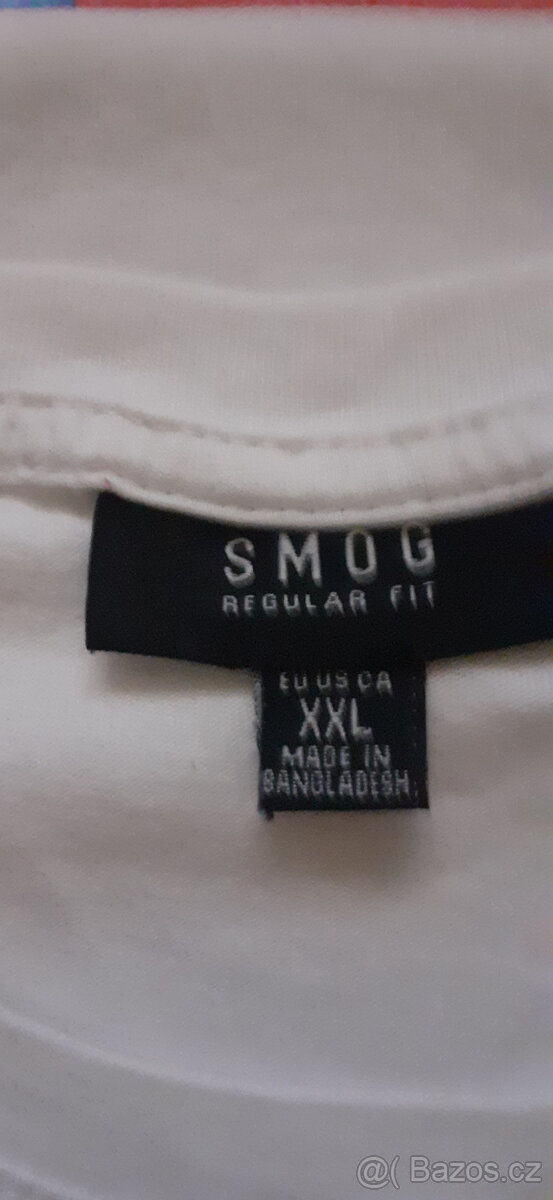 SMOG
REGULAR FIT
EU US CA
XXL
MADE IN
BANGLADESH
@( Bazos.cz